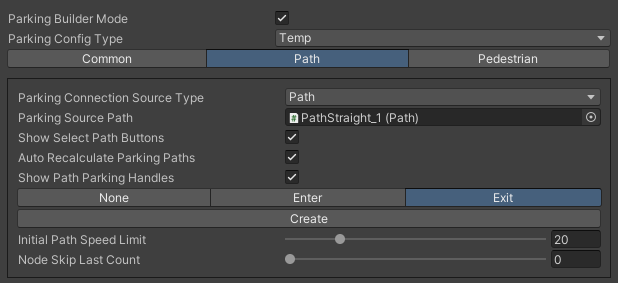 Parking Builder Mode
Parking Config Type Temp
Common Path Pedestrian
Parking Connection Source Type Path
Parking Source Path # PathStraight_1 (Path)
Show Select Path Buttons
Auto Recalculate Parking Paths
Show Path Parking Handles
None Enter Exit
Create
Initial Path Speed Limit 20
Node Skip Last Count 0